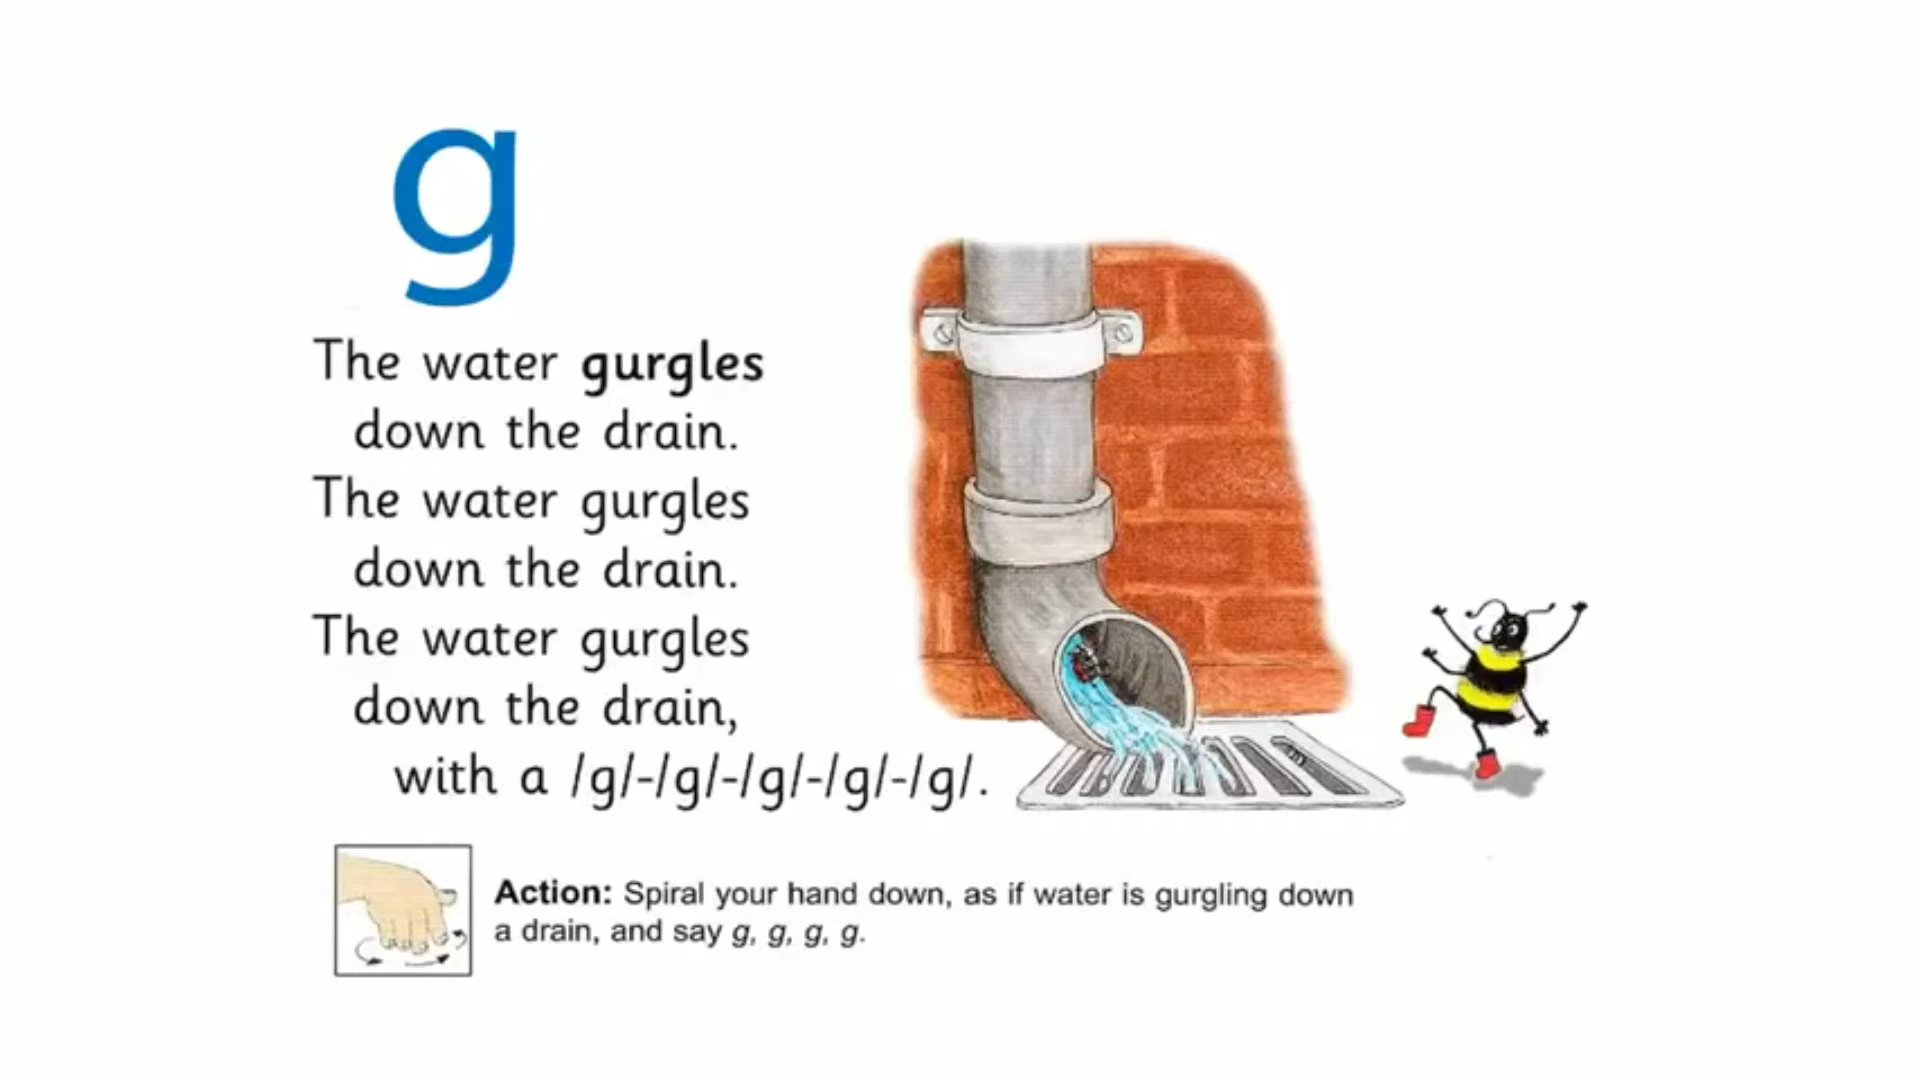 g
The water gurgles
down the drain.
The water gurgles
down the drain.
The water gurgles
down the drain,
with a /g/-/g/-/g/-/g/-/g/.
Action: Spiral your hand down, as if water is gurgling down
a drain, and say g, g, g, g.